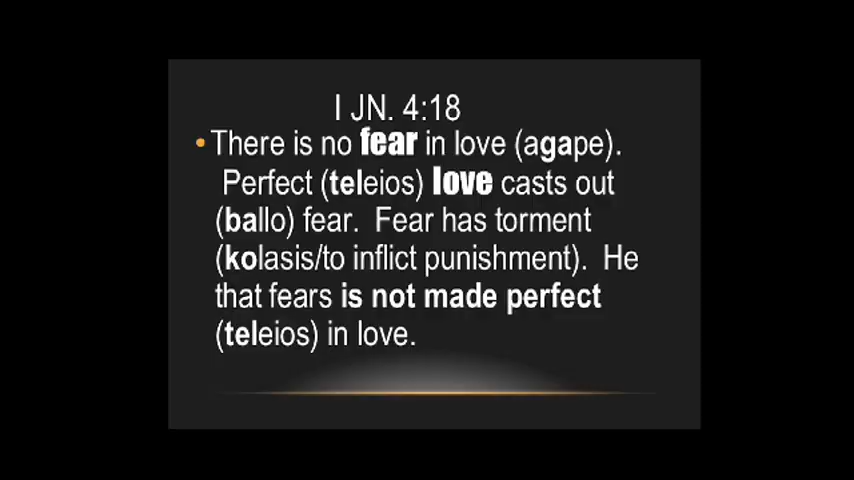 I JN. 4:18
• There is no fear in love (agape).
Perfect (teleios) love casts out
(ballo) fear. Fear has torment
(kolasis/to inflict punishment). He
that fears is not made perfect
(teleios) in love.